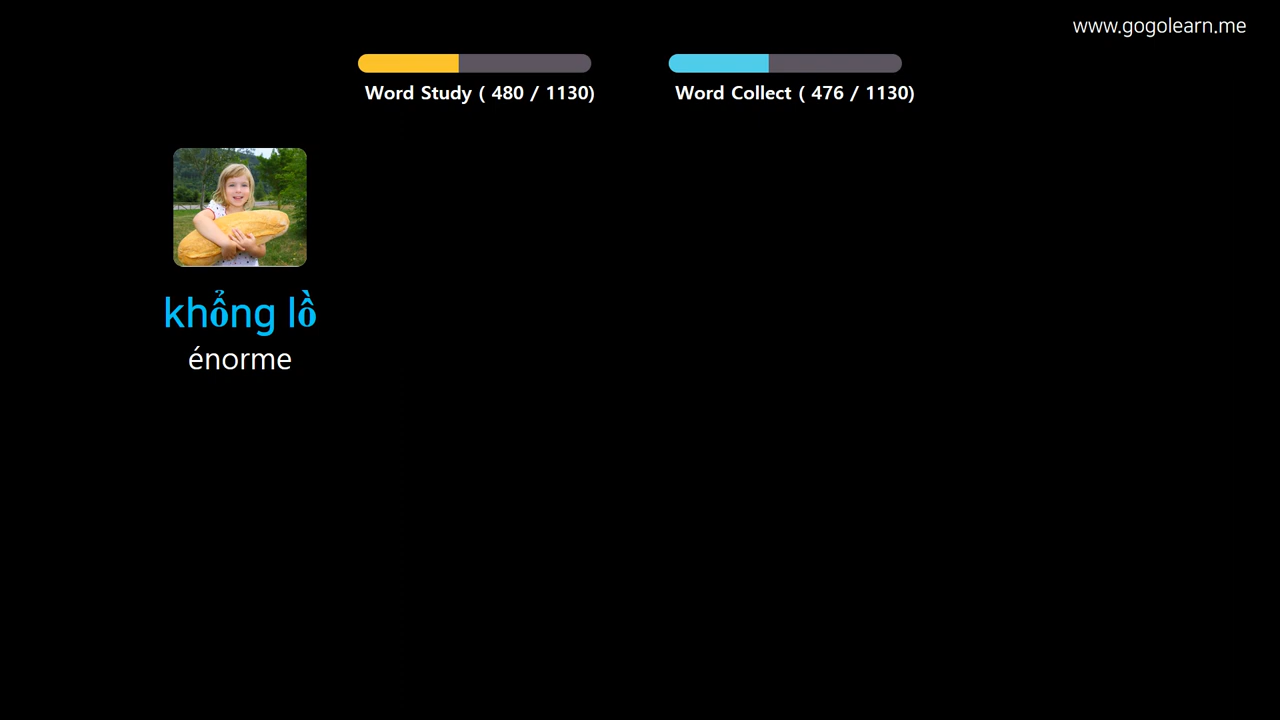 www.gogolearn.me
Word Study ( 480 / 1130)
Word Collect ( 476 / 1130)
khổng lồ
énorme